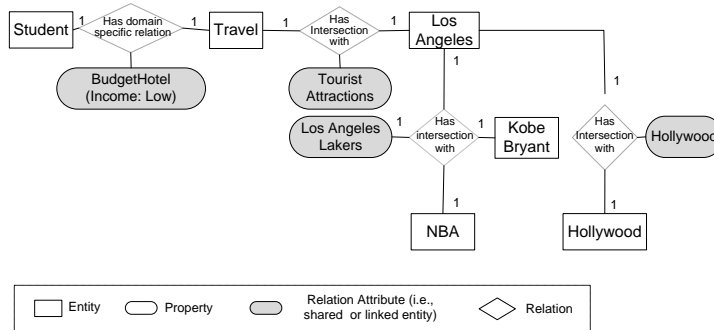 Student
1
Has domain
specific relation
1
Travel
1
Has
Intersection
with
1
Los
Angeles
BudgetHotel
(Income: Low)
Tourist
Attractions
1
1
Los Angeles
Lakers
1
Has
intersection
with
1
Kobe
Bryant
Has
Intersection
with
Hollywood
1
1
NBA
Hollywood
Entity
Property
Relation Attribute (i.e.,
shared or linked entity)
Relation